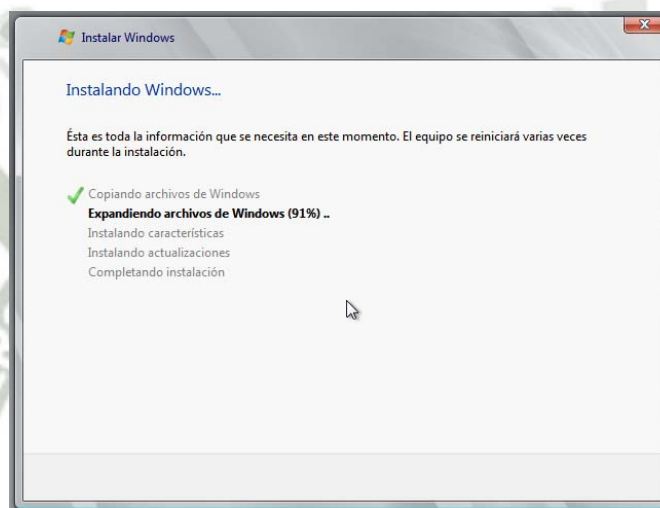 Instalar Windows
Instalando Windows...
Ésta es toda la información que se necesita en este momento. El equipo se reiniciará varias veces
durante la instalación.
Copiando archivos de Windows
Expandiendo archivos de Windows (91%) ..
Instalando características
Instalando actualizaciones
Completando instalación